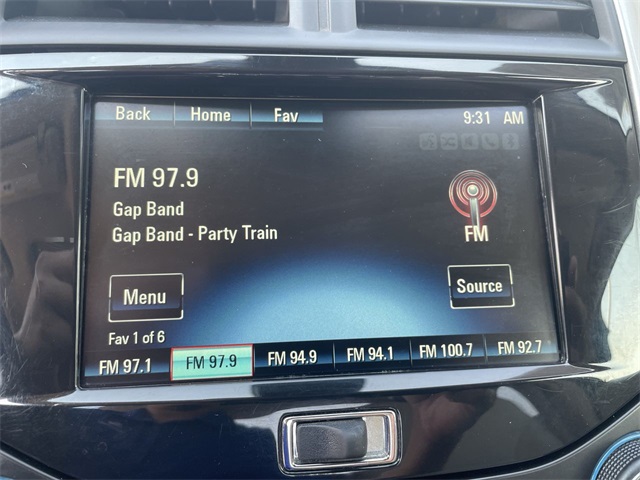 Back Home Fav 9:31 AM
FM 97.9
Gap Band
Gap Band - Party Train
FM
Menu
Source
Fav 1 of 6
FM 97.1 FM 97.9 FM 94.9 FM 94.1 FM 100.7 FM 92.7